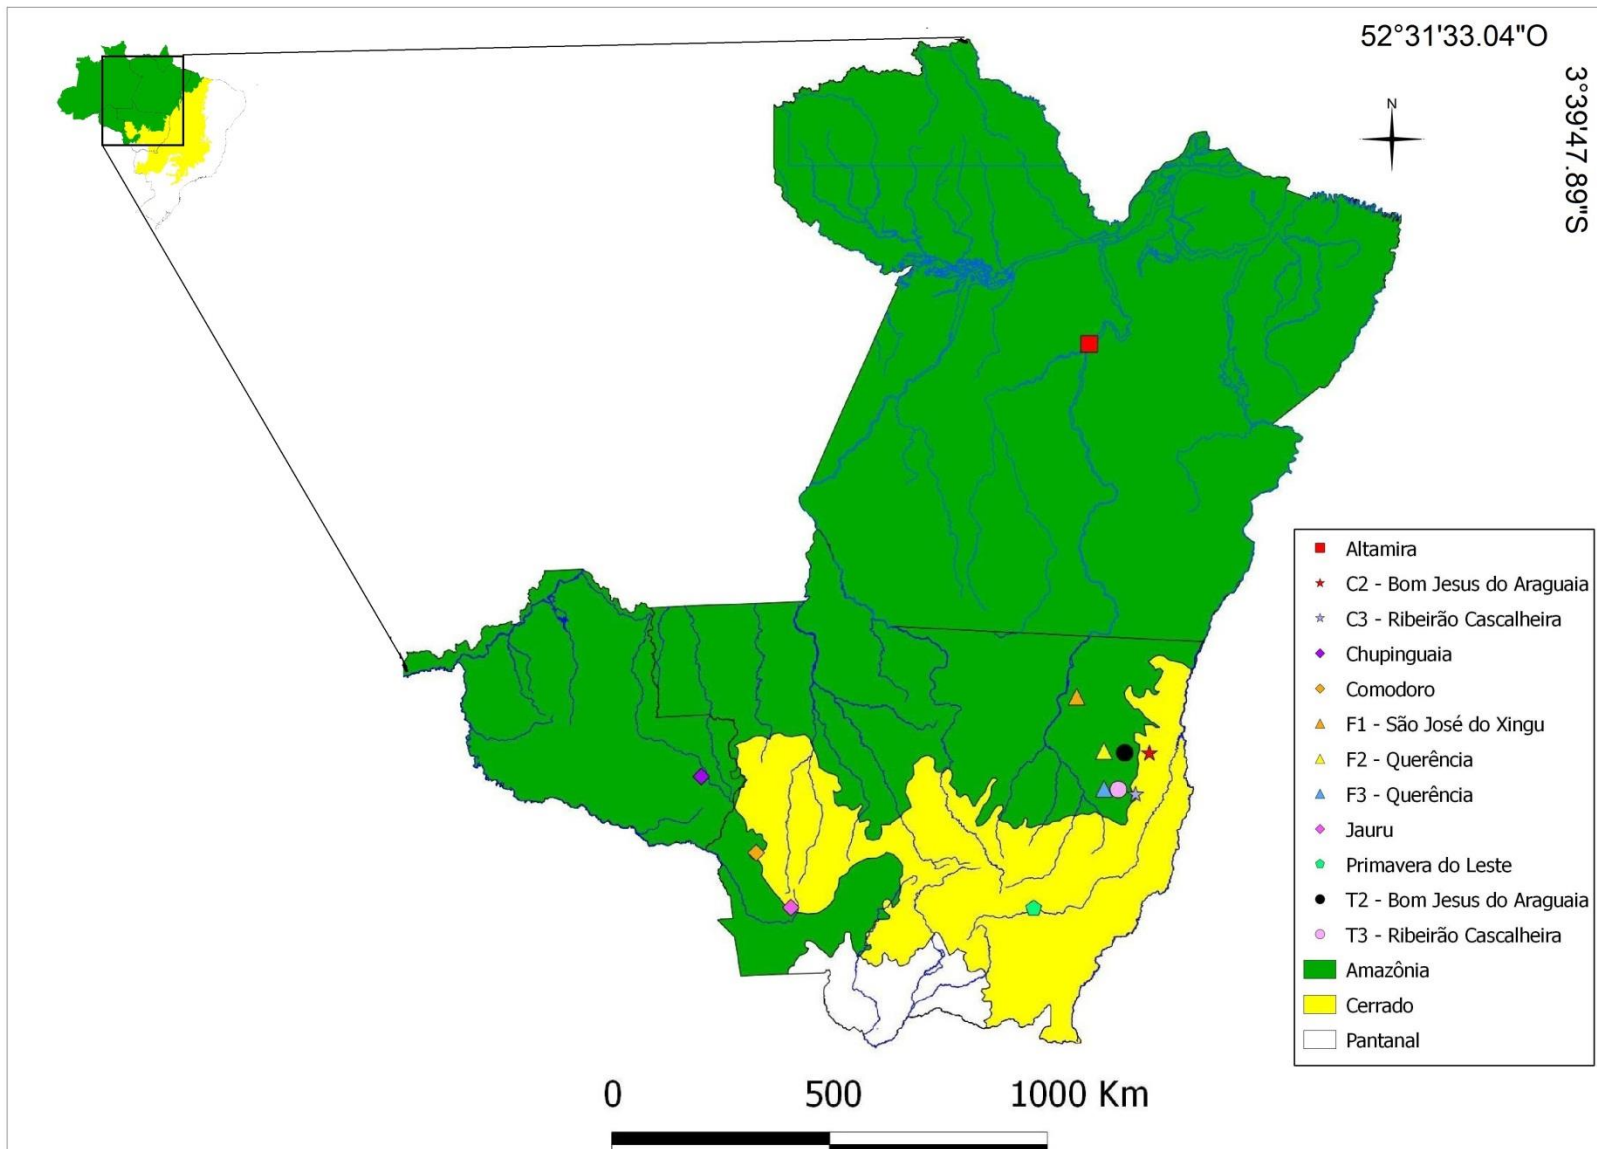 52°31'33.04"O
3°39'47.89"S
N
Altamira
C2 - Bom Jesus do Araguaia
C3 - Ribeirão Cascalheira
Chupinguaia
Comodoro
F1 - São José do Xingu
F2 - Querência
F3 - Querência
Jauru
Primavera do Leste
T2 - Bom Jesus do Araguaia
T3 - Ribeirão Cascalheira
Amazônia
Cerrado
Pantanal
0 500 1000 Km